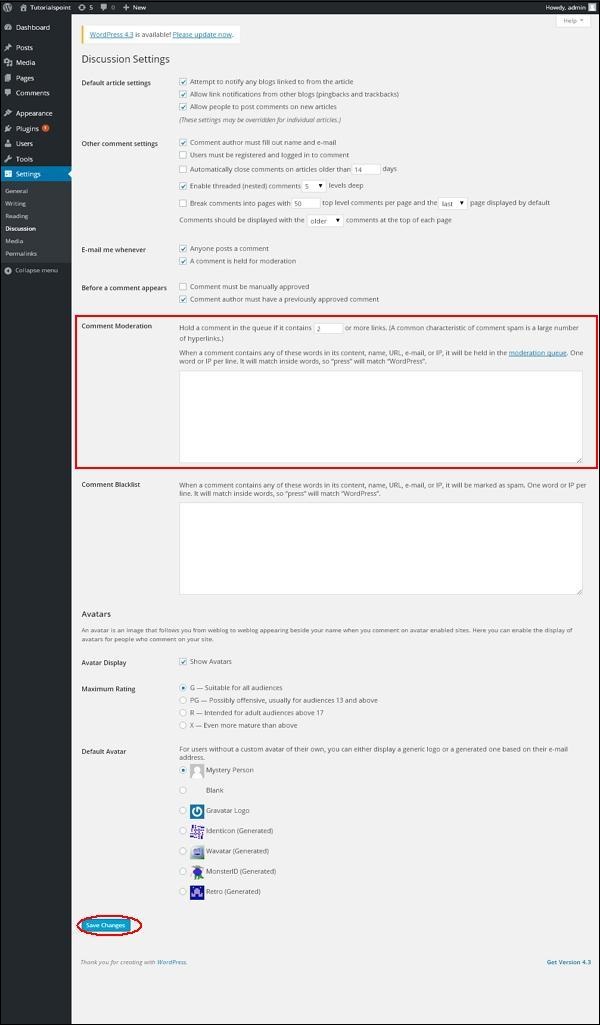 Tutorialspoint 5 0 New Howdy, admin
Help
Dashboard
Posts
Media
Pages
Comments
Appearance
Plugins 1
Users
Tools
Settings
General
Writing
Reading
Discussion
Media
Permalinks
Collapse menu
WordPress 4.3 is available! Please update now.
Discussion Settings
Default article settings
Attempt to notify any blogs linked to from the article
Allow link notifications from other blogs (pingbacks and trackbacks)
Allow people to post comments on new articles
(These settings may be overridden for individual articles.)
Other comment settings
Comment author must fill out name and e-mail
Users must be registered and logged in to comment
Automatically close comments on articles older than 14 days
Enable threaded (nested) comments 5 levels deep
Break comments into pages with 50 top level comments per page and the last page displayed by default
Comments should be displayed with the older comments at the top of each page
E-mail me whenever
Anyone posts a comment
A comment is held for moderation
Before a comment appears
Comment must be manually approved
Comment author must have a previously approved comment
Comment Moderation
Hold a comment in the queue if it contains 2 or more links. (A common characteristic of comment spam is a large number
of hyperlinks.)
When a comment contains any of these words in its content, name, URL, e-mail, or IP, it will be held in the moderation queue. One
word or IP per line. It will match inside words, so “press” will match “WordPress”.
Comment Blacklist
When a comment contains any of these words in its content, name, URL, e-mail, or IP, it will be marked as spam. One word or IP per
line. It will match inside words, so “press” will match “WordPress”.
Avatars
An avatar is an image that follows you from weblog to weblog appearing beside your name when you comment on avatar enabled sites. Here you can enable the display of
avatars for people who comment on your site.
Avatar Display
Show Avatars
Maximum Rating
G — Suitable for all audiences
PG — Possibly offensive, usually for audiences 13 and above
R — Intended for adult audiences above 17
X — Even more mature than above
Default Avatar
For users without a custom avatar of their own, you can either display a generic logo or a generated one based on their e-mail
address.
Mystery Person
Blank
Gravatar Logo
Identicon (Generated)
Wavatar (Generated)
MonsterID (Generated)
Retro (Generated)
Save Changes
Thank you for creating with WordPress. Get Version 4.3